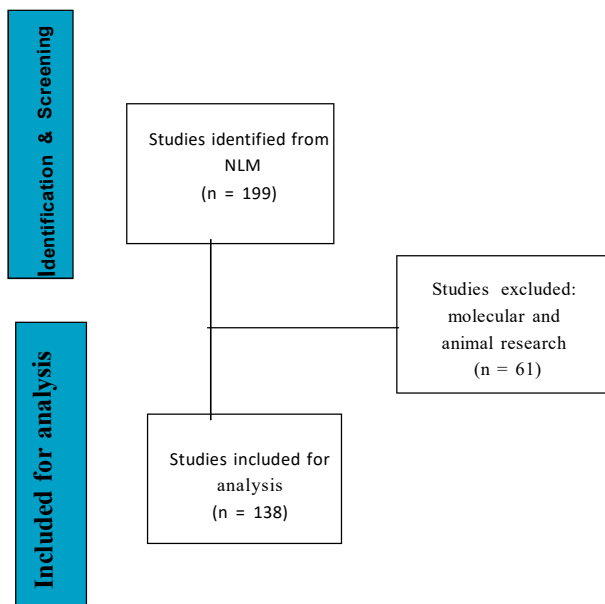 Identification & Screening
Studies identified from
NLM
(n = 199)
Studies excluded:
molecular and
animal research
(n = 61)
Included for analysis
Studies included for
analysis
(n = 138)